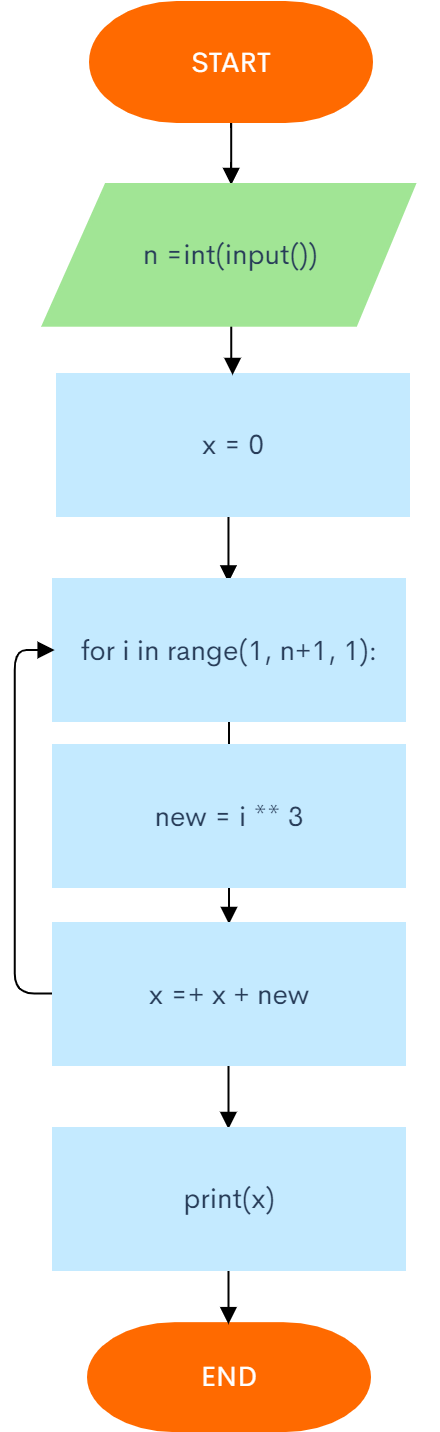 START
n =int(input())
x = 0
for i in range(1, n+1, 1):
new = i ** 3
x =+ x + new
print(x)
END